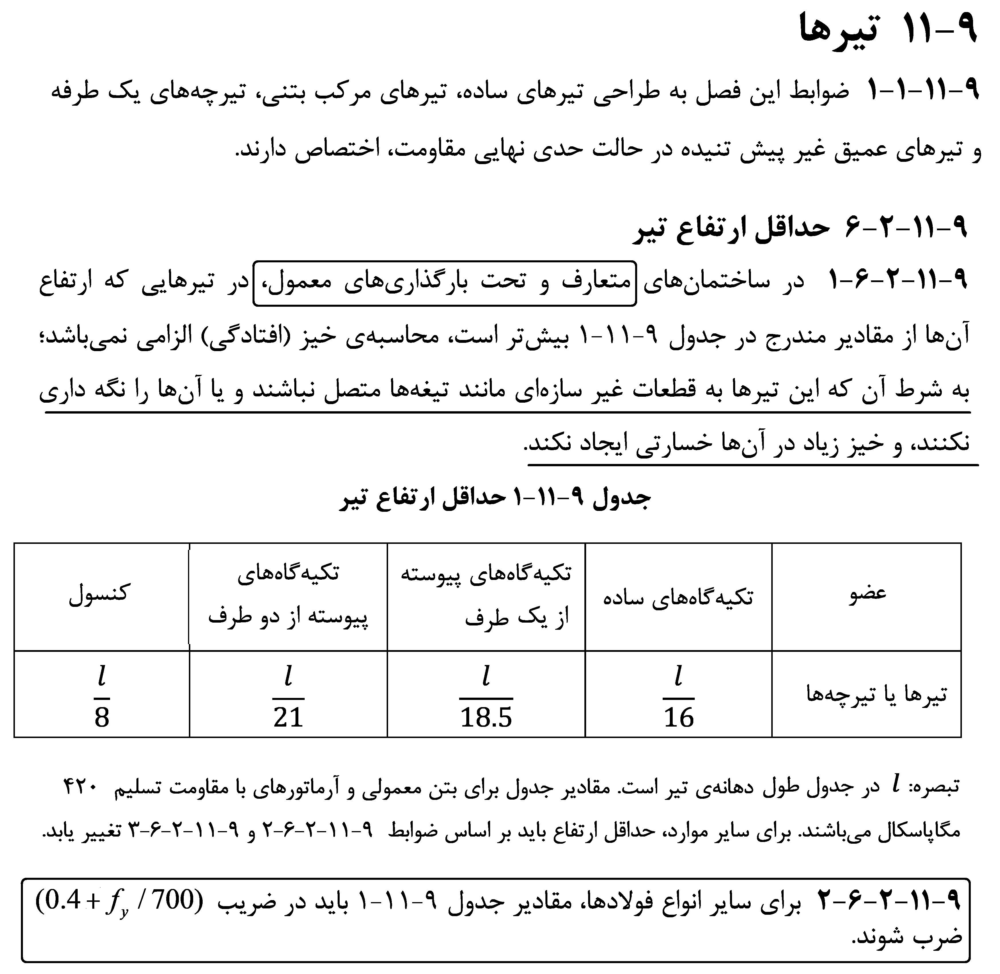 ۹-۱۱ تیرها
۹-۱۱-۱-۱ ضوابط این فصل به طراحی تیرهای ساده، تیرهای مرکب بتنی، تیرچه‌های یک طرفه
و تیرهای عمیق غیر پیش تنیده در حالت حدی نهایی مقاومت، اختصاص دارند.
۹-۱۱-۲-۶ حداقل ارتفاع تیر
۹-۱۱-۲-۶-۱ در ساختمان‌های متعارف و تحت بارگذاری‌های معمول، در تیرهایی که ارتفاع
آن‌ها از مقادیر مندرج در جدول ۹-۱۱-۱ بیش‌تر است، محاسبه‌ی خیز (افتادگی) الزامی نمی‌باشد؛
به شرط آن که این تیرها به قطعات غیر سازه‌ای مانند تیغه‌ها متصل نباشند و یا آن‌ها را نگه داری
نکنند، و خیز زیاد در آن‌ها خسارتی ایجاد نکند.
جدول ۹-۱۱-۱ حداقل ارتفاع تیر
عضو
تکیه‌گاه‌های ساده
تکیه‌گاه‌های پیوسته
از یک طرف
تکیه‌گاه‌های
پیوسته از دو طرف
کنسول
تیرها یا تیرچه‌ها
l/16
l/18.5
l/21
l/8
تبصره: l در جدول طول دهانه‌ی تیر است. مقادیر جدول برای بتن معمولی و آرماتورهای با مقاومت تسلیم ۴۲۰
مگاپاسکال می‌باشند. برای سایر موارد، حداقل ارتفاع باید بر اساس ضوابط ۹-۱۱-۲-۶-۲ و ۹-۱۱-۲-۶-۳ تغییر یابد.
۹-۱۱-۲-۶-۲ برای سایر انواع فولادها، مقادیر جدول ۹-۱۱-۱ باید در ضریب (0.4 + fy / 700)
ضرب شوند.